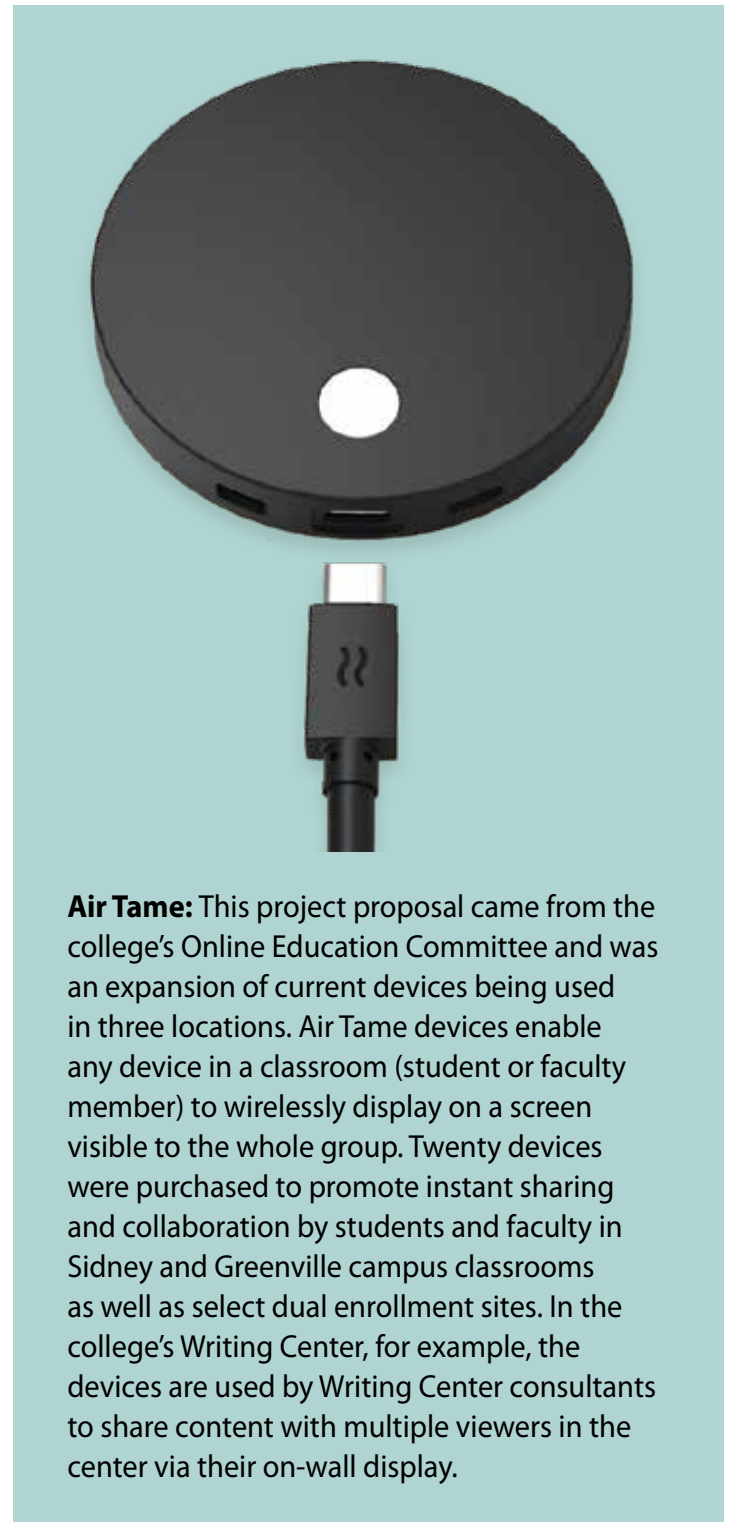 Air Tame: This project proposal came from the
college’s Online Education Committee and was
an expansion of current devices being used
in three locations. Air Tame devices enable
any device in a classroom (student or faculty
member) to wirelessly display on a screen
visible to the whole group. Twenty devices
were purchased to promote instant sharing
and collaboration by students and faculty in
Sidney and Greenville campus classrooms
as well as select dual enrollment sites. In the
college’s Writing Center, for example, the
devices are used by Writing Center consultants
to share content with multiple viewers in the
center via their on-wall display.